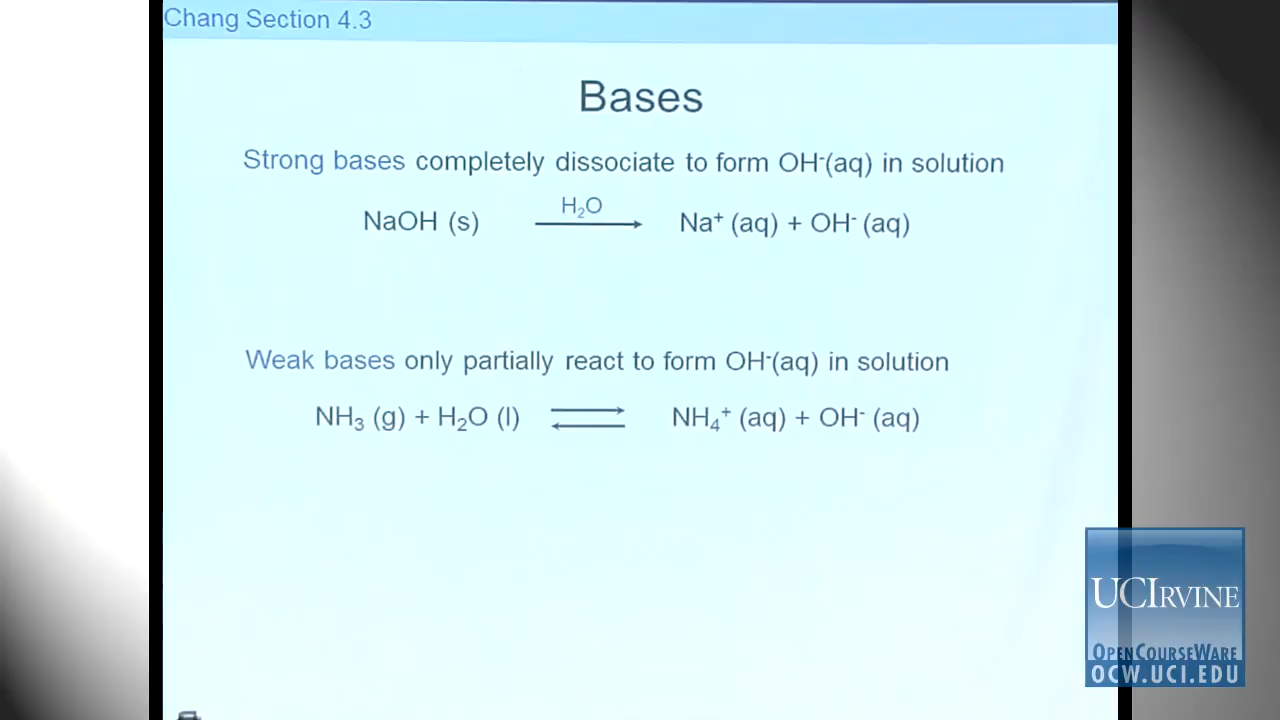 Chang Section 4.3
Bases
Strong bases completely dissociate to form OH⁻(aq) in solution
H₂O
NaOH (s) ⟶ Na⁺ (aq) + OH⁻ (aq)
Weak bases only partially react to form OH⁻(aq) in solution
NH₃ (g) + H₂O (l) ⇌ NH₄⁺ (aq) + OH⁻ (aq)
UCIRVINE
OPENCOURSEWARE
OCW.UCI.EDU